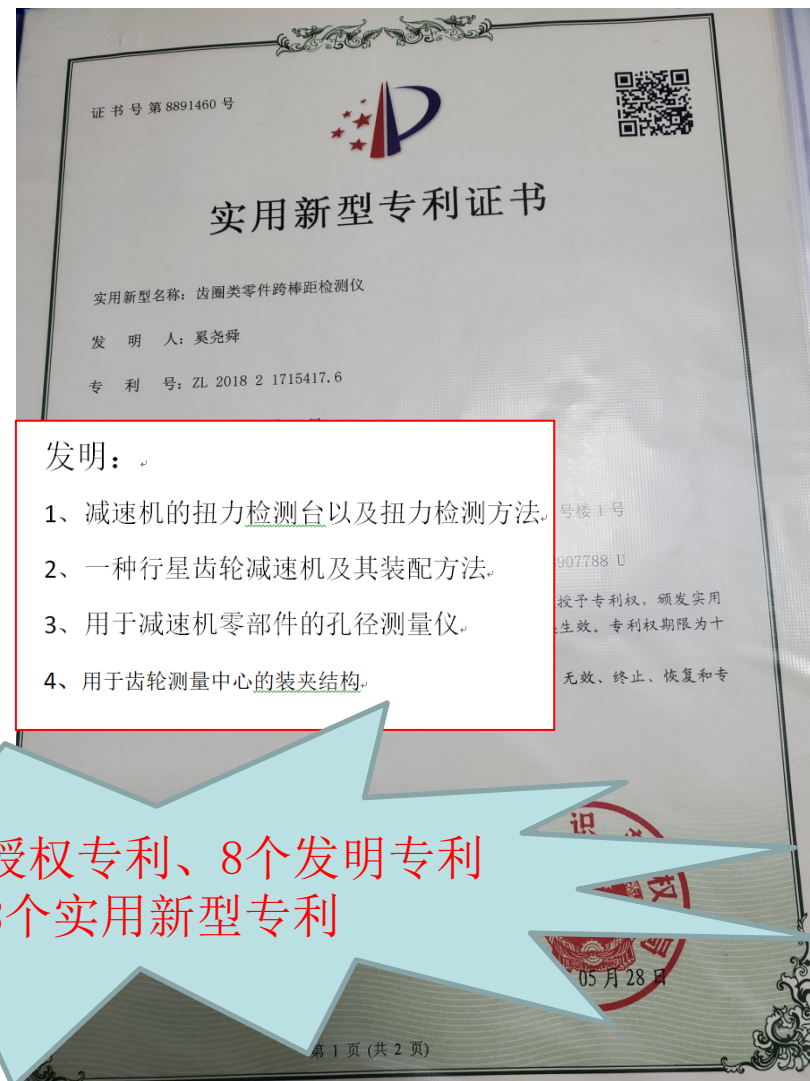 证书号第8891460号
实用新型专利证书
实用新型名称：齿圈类零件跨棒距检测仪
发 明 人：奚尧舜
专 利 号：ZL 2018 2 1715417.6
发明：
1、减速机的扭力检测台以及扭力检测方法
号楼1号
2、一种行星齿轮减速机及其装配方法
907788 U
授予专利权，颁发实用
3、用于减速机零部件的孔径测量仪
生效。专利权期限为十
4、用于齿轮测量中心的装夹结构
无效、终止、恢复和专
授权专利、8个发明专利
个实用新型专利
识
权
局
05月28日
第 1 页 (共 2 页)